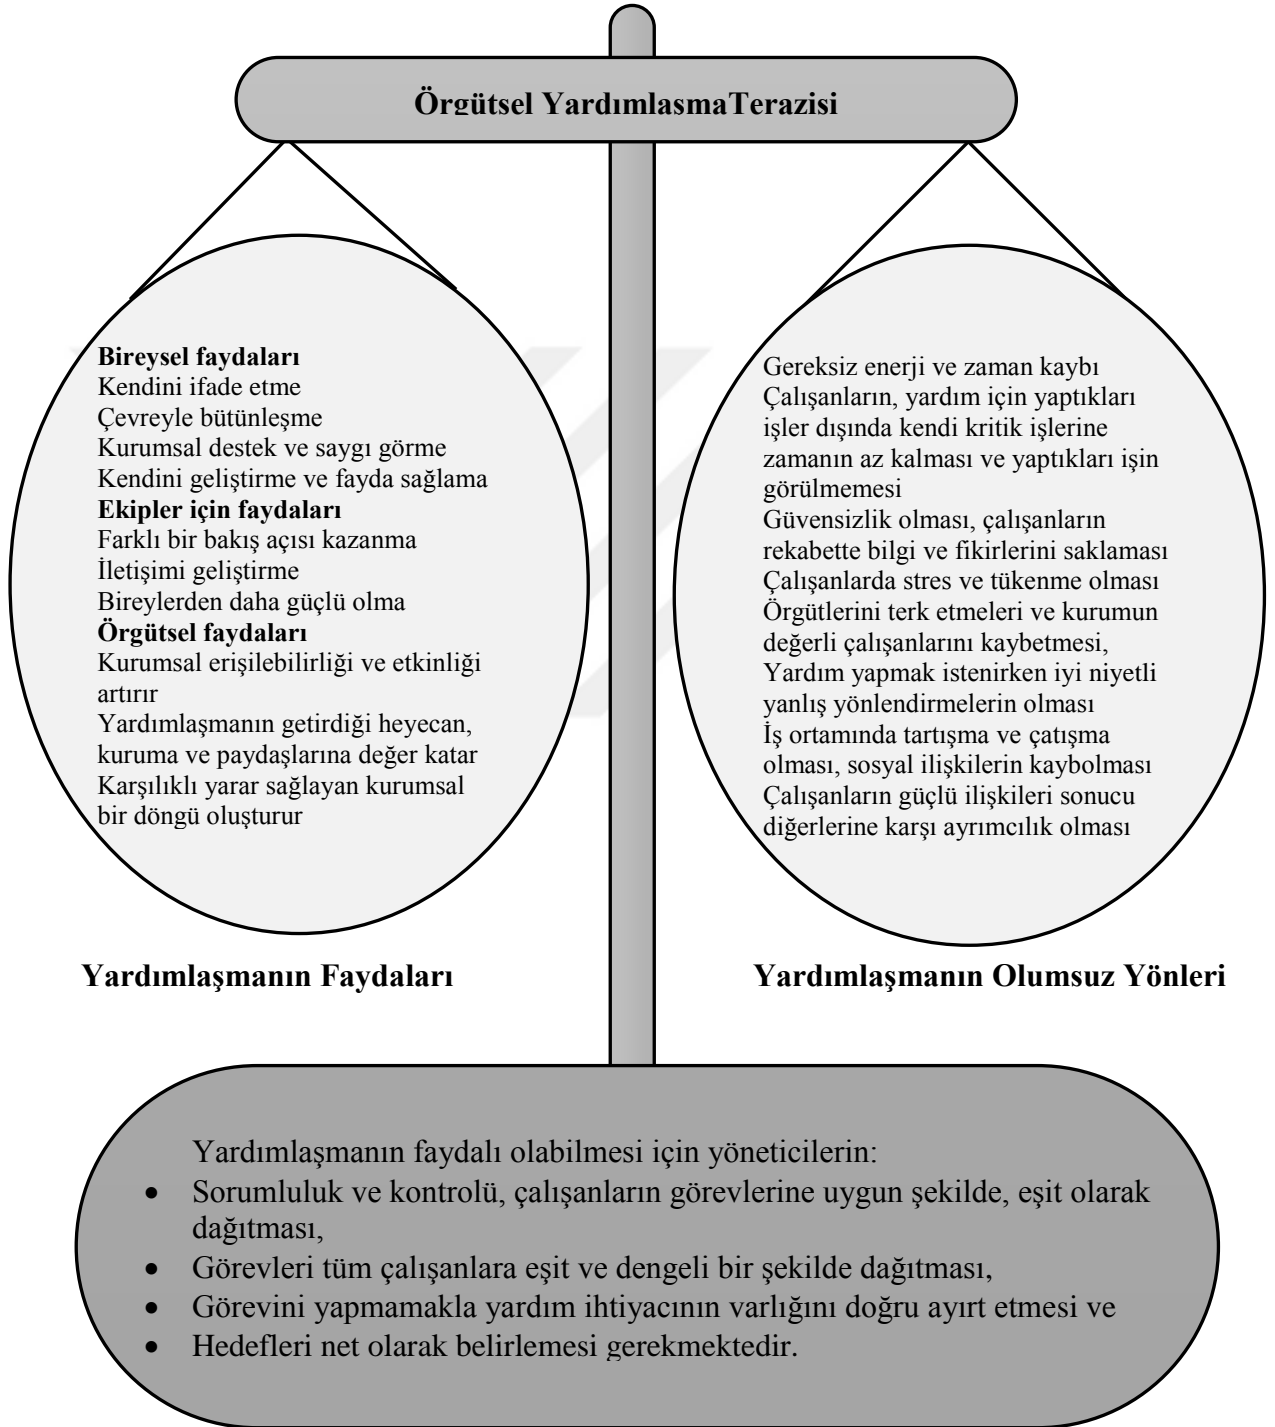 Örgütsel YardımlaşmaTerazisi
Bireysel faydaları
Kendini ifade etme
Çevreyle bütünleşme
Kurumsal destek ve saygı görme
Kendini geliştirme ve fayda sağlama
Ekipler için faydaları
Farklı bir bakış açısı kazanma
İletişimi geliştirme
Bireylerden daha güçlü olma
Örgütsel faydaları
Kurumsal erişilebilirliği ve etkinliği
artırır
Yardımlaşmanın getirdiği heyecan,
kuruma ve paydaşlarına değer katar
Karşılıklı yarar sağlayan kurumsal
bir döngü oluşturur
Gereksiz enerji ve zaman kaybı
Çalışanların, yardım için yaptıkları
işler dışında kendi kritik işlerine
zamanın az kalması ve yaptıkları işin
görülmemesi
Güvensizlik olması, çalışanların
rekabette bilgi ve fikirlerini saklaması
Çalışanlarda stres ve tükenme olması
Örgütlerini terk etmeleri ve kurumun
değerli çalışanlarını kaybetmesi,
Yardım yapmak istenirken iyi niyetli
yanlış yönlendirmelerin olması
İş ortamında tartışma ve çatışma
olması, sosyal ilişkilerin kaybolması
Çalışanların güçlü ilişkileri sonucu
diğerlerine karşı ayrımcılık olması
Yardımlaşmanın Faydaları
Yardımlaşmanın Olumsuz Yönleri
Yardımlaşmanın faydalı olabilmesi için yöneticilerin:
• Sorumluluk ve kontrolü, çalışanların görevlerine uygun şekilde, eşit olarak
dağıtması,
• Görevleri tüm çalışanlara eşit ve dengeli bir şekilde dağıtması,
• Görevini yapmamakla yardım ihtiyacının varlığını doğru ayırt etmesi ve
• Hedefleri net olarak belirlemesi gerekmektedir.